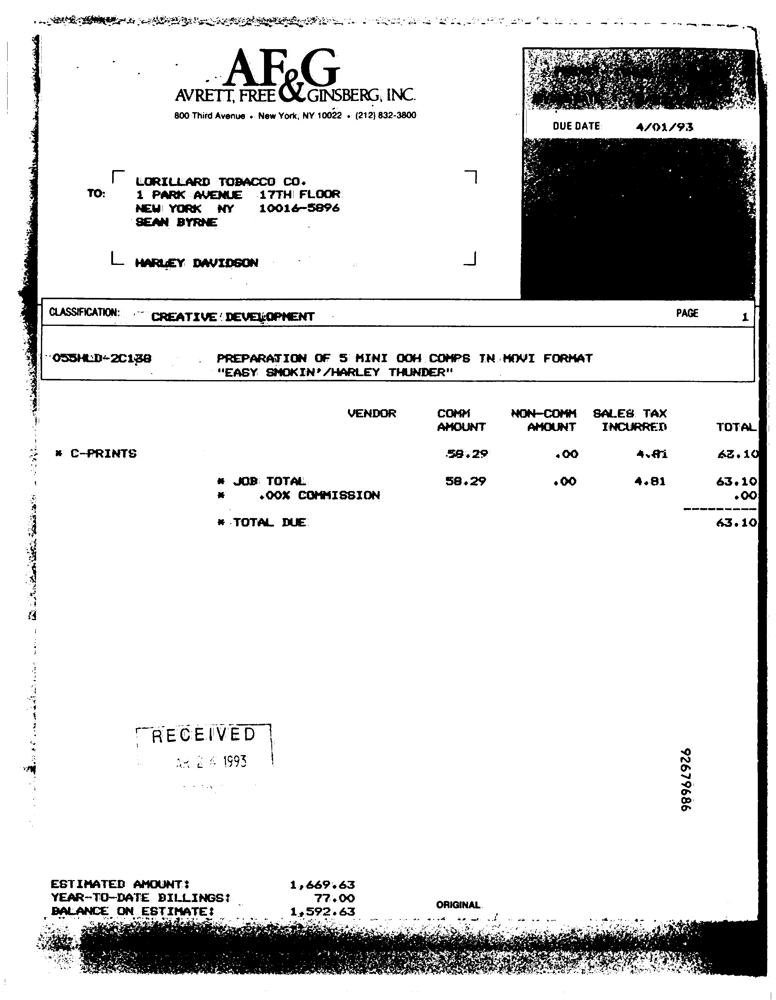 AF&G
AVRETT, FREE & GINSBERG, INC.
800 Third Avenue • New York, NY 10022 • (212) 832-3800
DUE DATE 4/01/93
TO: LORILLARD TOBACCO CO.
1 PARK AVENUE 17TH FLOOR
NEW YORK NY 10016-5896
SEAN BYRNE
HARLEY DAVIDSON
CLASSIFICATION: CREATIVE DEVELOPMENT PAGE 1
055HLD-2C138 PREPARATION OF 5 MINI OOH COMPS IN MOVI FORMAT
"EASY SMOKIN'/HARLEY THUNDER"
VENDOR COMM NON-COMM SALES TAX
AMOUNT AMOUNT INCURRED TOTAL
* C-PRINTS 58.29 .00 4.81 63.10
* JOB TOTAL 58.29 .00 4.81 63.10
* .00% COMMISSION .00
* TOTAL DUE 63.10
RECEIVED
24 1993
92679686
ESTIMATED AMOUNT: 1,669.63
YEAR-TO-DATE BILLINGS: 77.00
BALANCE ON ESTIMATE: 1,592.63
ORIGINAL